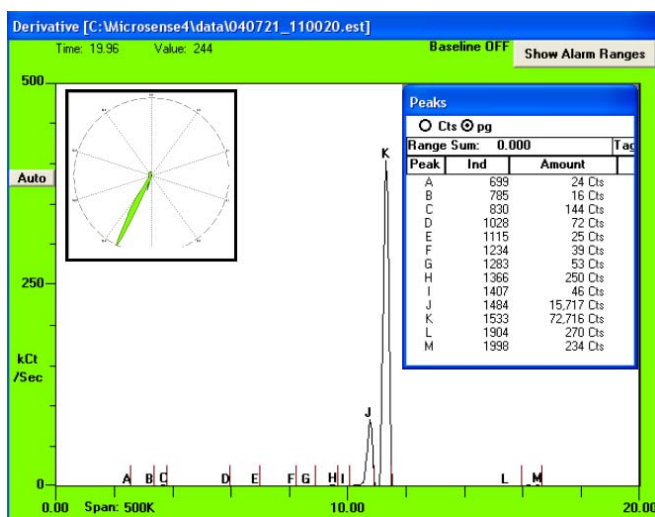 Derivative [C:\Microsense4\data\040721_110020.est]
Time: 19.96 Value: 244 Baseline OFF Show Alarm Ranges
500
Auto
250
kCt
/Sec
0
Peaks
Cts pg
Range Sum: 0.000 Tag
Peak Ind Amount
A 699 24 Cts
B 785 16 Cts
C 830 144 Cts
D 1028 72 Cts
E 1115 25 Cts
F 1234 39 Cts
G 1283 53 Cts
H 1366 250 Cts
I 1407 46 Cts
J 1484 15,717 Cts
K 1533 72,716 Cts
L 1904 270 Cts
M 1998 234 Cts
K
J
A B C D E F G H I L M
0.00 Span: 500K 10.00 20.00